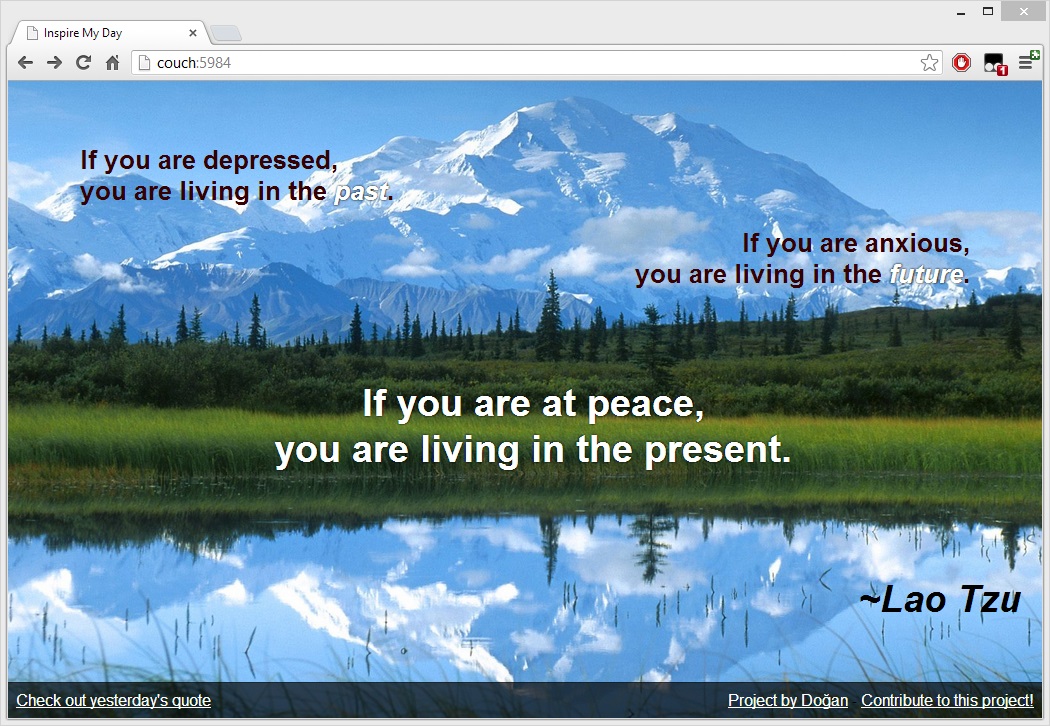 Inspire My Day
couch:5984
1
If you are depressed,
you are living in the past.
If you are anxious,
you are living in the future.
If you are at peace,
you are living in the present.
~Lao Tzu
Check out yesterday's quote
Project by Doğan
Contribute to this project!